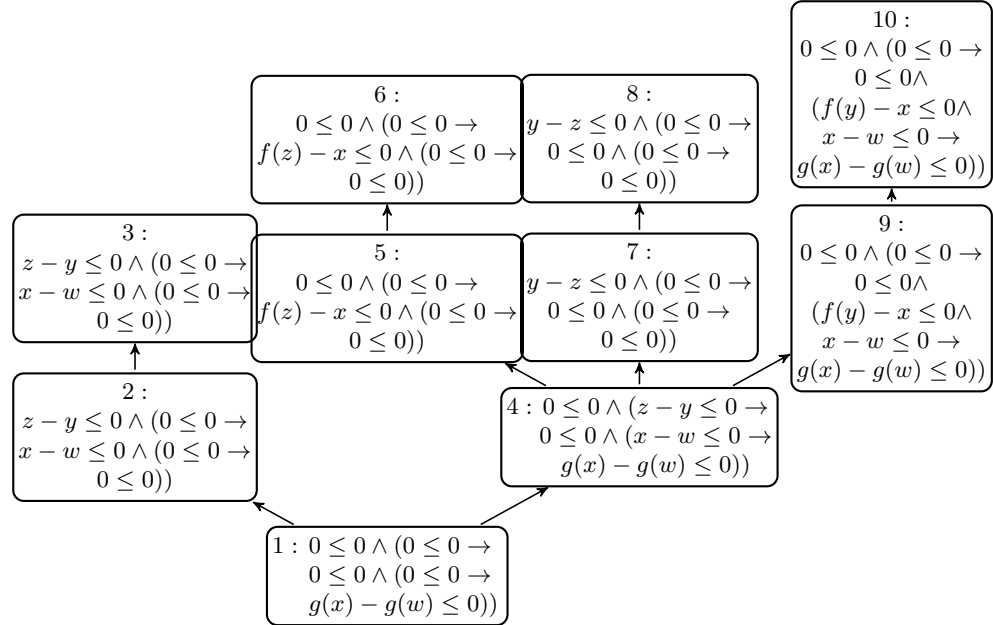 10 :
0 ≤ 0 ∧ (0 ≤ 0 →
0 ≤ 0∧
(f(y) − x ≤ 0∧
x − w ≤ 0 →
g(x) − g(w) ≤ 0))
6 :
0 ≤ 0 ∧ (0 ≤ 0 →
f(z) − x ≤ 0 ∧ (0 ≤ 0 →
0 ≤ 0))
8 :
y − z ≤ 0 ∧ (0 ≤ 0 →
0 ≤ 0 ∧ (0 ≤ 0 →
0 ≤ 0))
3 :
z − y ≤ 0 ∧ (0 ≤ 0 →
x − w ≤ 0 ∧ (0 ≤ 0 →
0 ≤ 0))
5 :
0 ≤ 0 ∧ (0 ≤ 0 →
f(z) − x ≤ 0 ∧ (0 ≤ 0 →
0 ≤ 0))
7 :
y − z ≤ 0 ∧ (0 ≤ 0 →
0 ≤ 0 ∧ (0 ≤ 0 →
0 ≤ 0))
9 :
0 ≤ 0 ∧ (0 ≤ 0 →
0 ≤ 0∧
(f(y) − x ≤ 0∧
x − w ≤ 0 →
g(x) − g(w) ≤ 0))
2 :
z − y ≤ 0 ∧ (0 ≤ 0 →
x − w ≤ 0 ∧ (0 ≤ 0 →
0 ≤ 0))
4 : 0 ≤ 0 ∧ (z − y ≤ 0 →
0 ≤ 0 ∧ (x − w ≤ 0 →
g(x) − g(w) ≤ 0))
1 : 0 ≤ 0 ∧ (0 ≤ 0 →
0 ≤ 0 ∧ (0 ≤ 0 →
g(x) − g(w) ≤ 0))